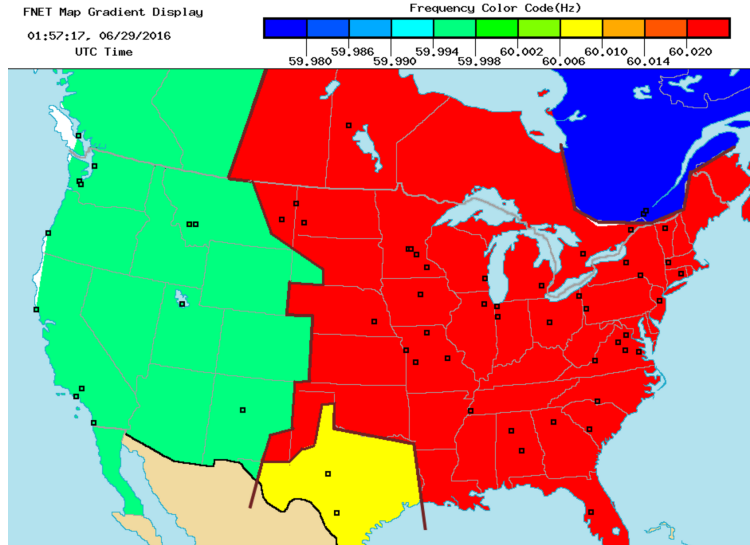 FNET Map Gradient Display
Frequency Color Code(Hz)
01:57:17, 06/29/2016
UTC Time
59.980 59.986 59.990 59.994 59.998 60.002 60.006 60.010 60.014 60.020